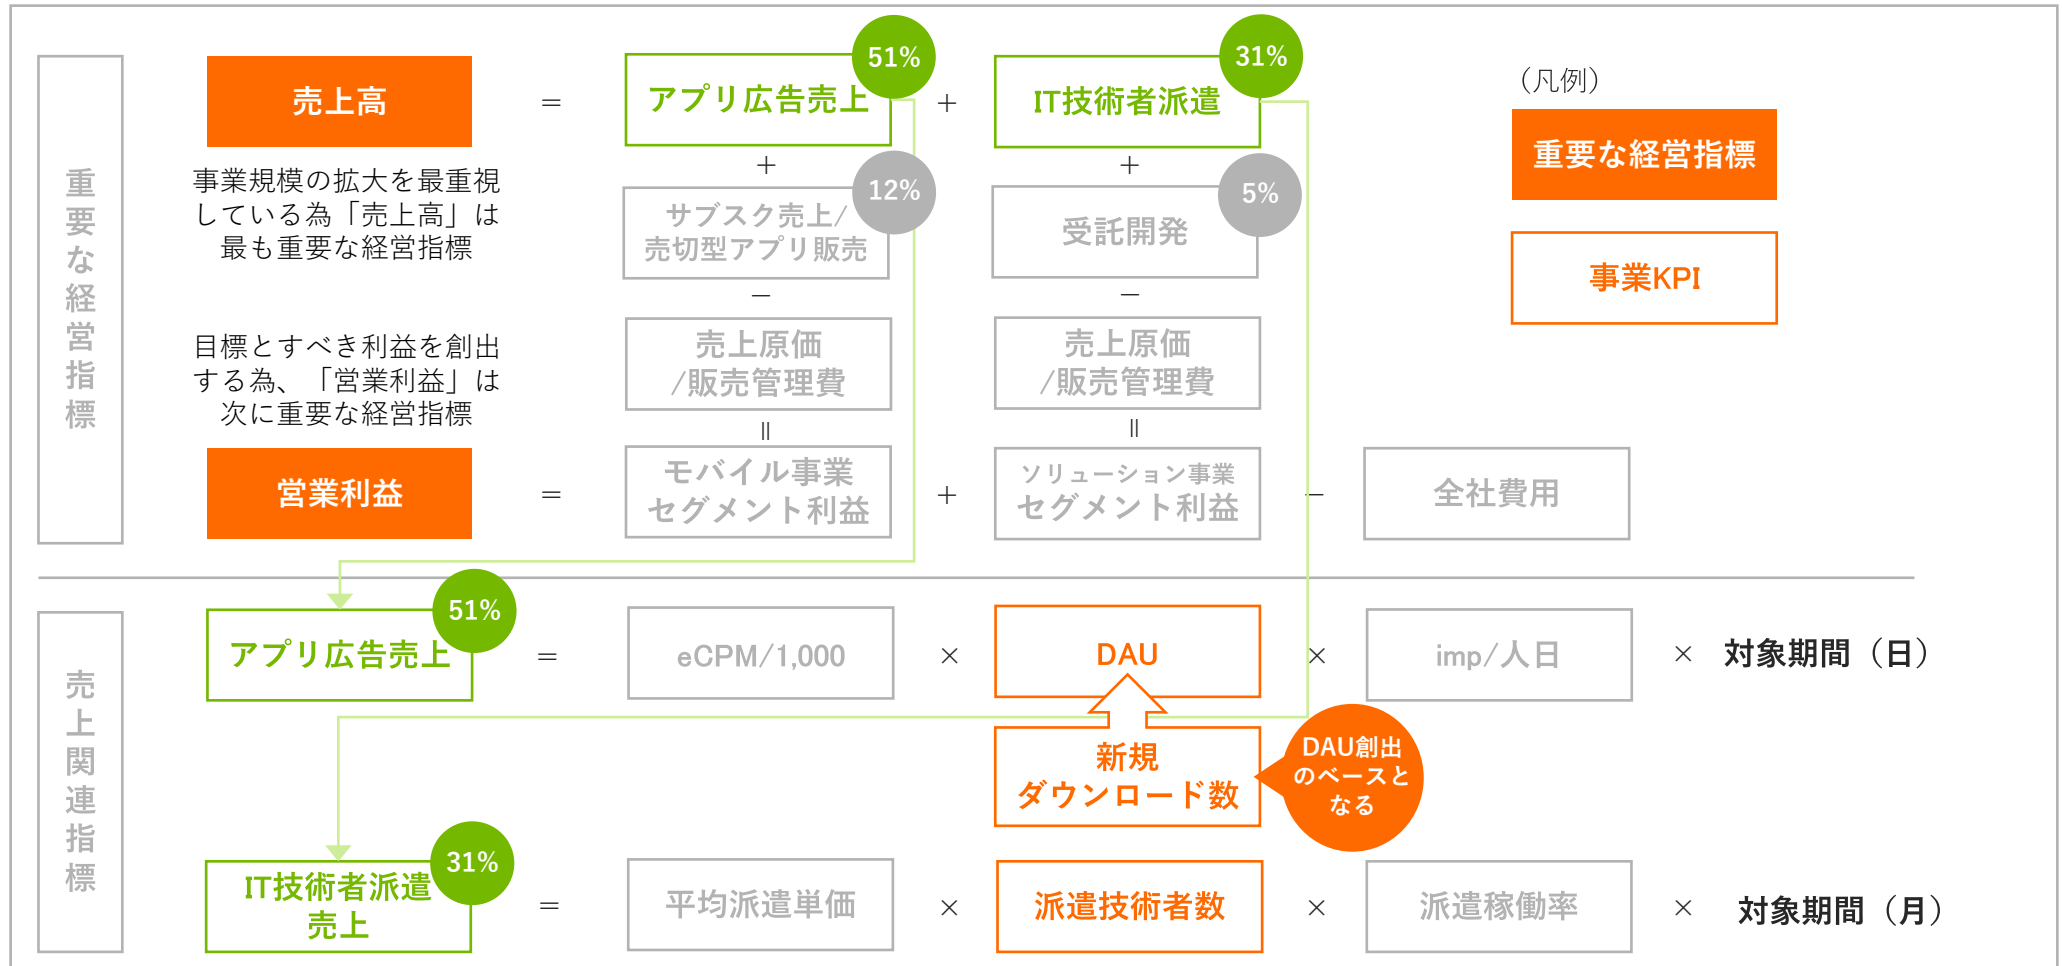 重要な経営指標
売上高
=
アプリ広告売上
51%
+
IT技術者派遣
31%
(凡例)
重要な経営指標
事業KPI
事業規模の拡大を最重視
している為「売上高」は
最も重要な経営指標
+
+
サブスク売上/
売切型アプリ販売
12%
受託開発
5%
−
−
目標とすべき利益を創出
する為、「営業利益」は
次に重要な経営指標
売上原価
/販売管理費
売上原価
/販売管理費
=
=
営業利益
=
モバイル事業
セグメント利益
+
ソリューション事業
セグメント利益
−
全社費用
売上関連指標
アプリ広告売上
51%
=
eCPM/1,000
×
DAU
×
imp/人日
×
対象期間（日）
新規
ダウンロード数
DAU創出
のベースと
なる
IT技術者派遣
売上
31%
=
平均派遣単価
×
派遣技術者数
×
派遣稼働率
×
対象期間（月）